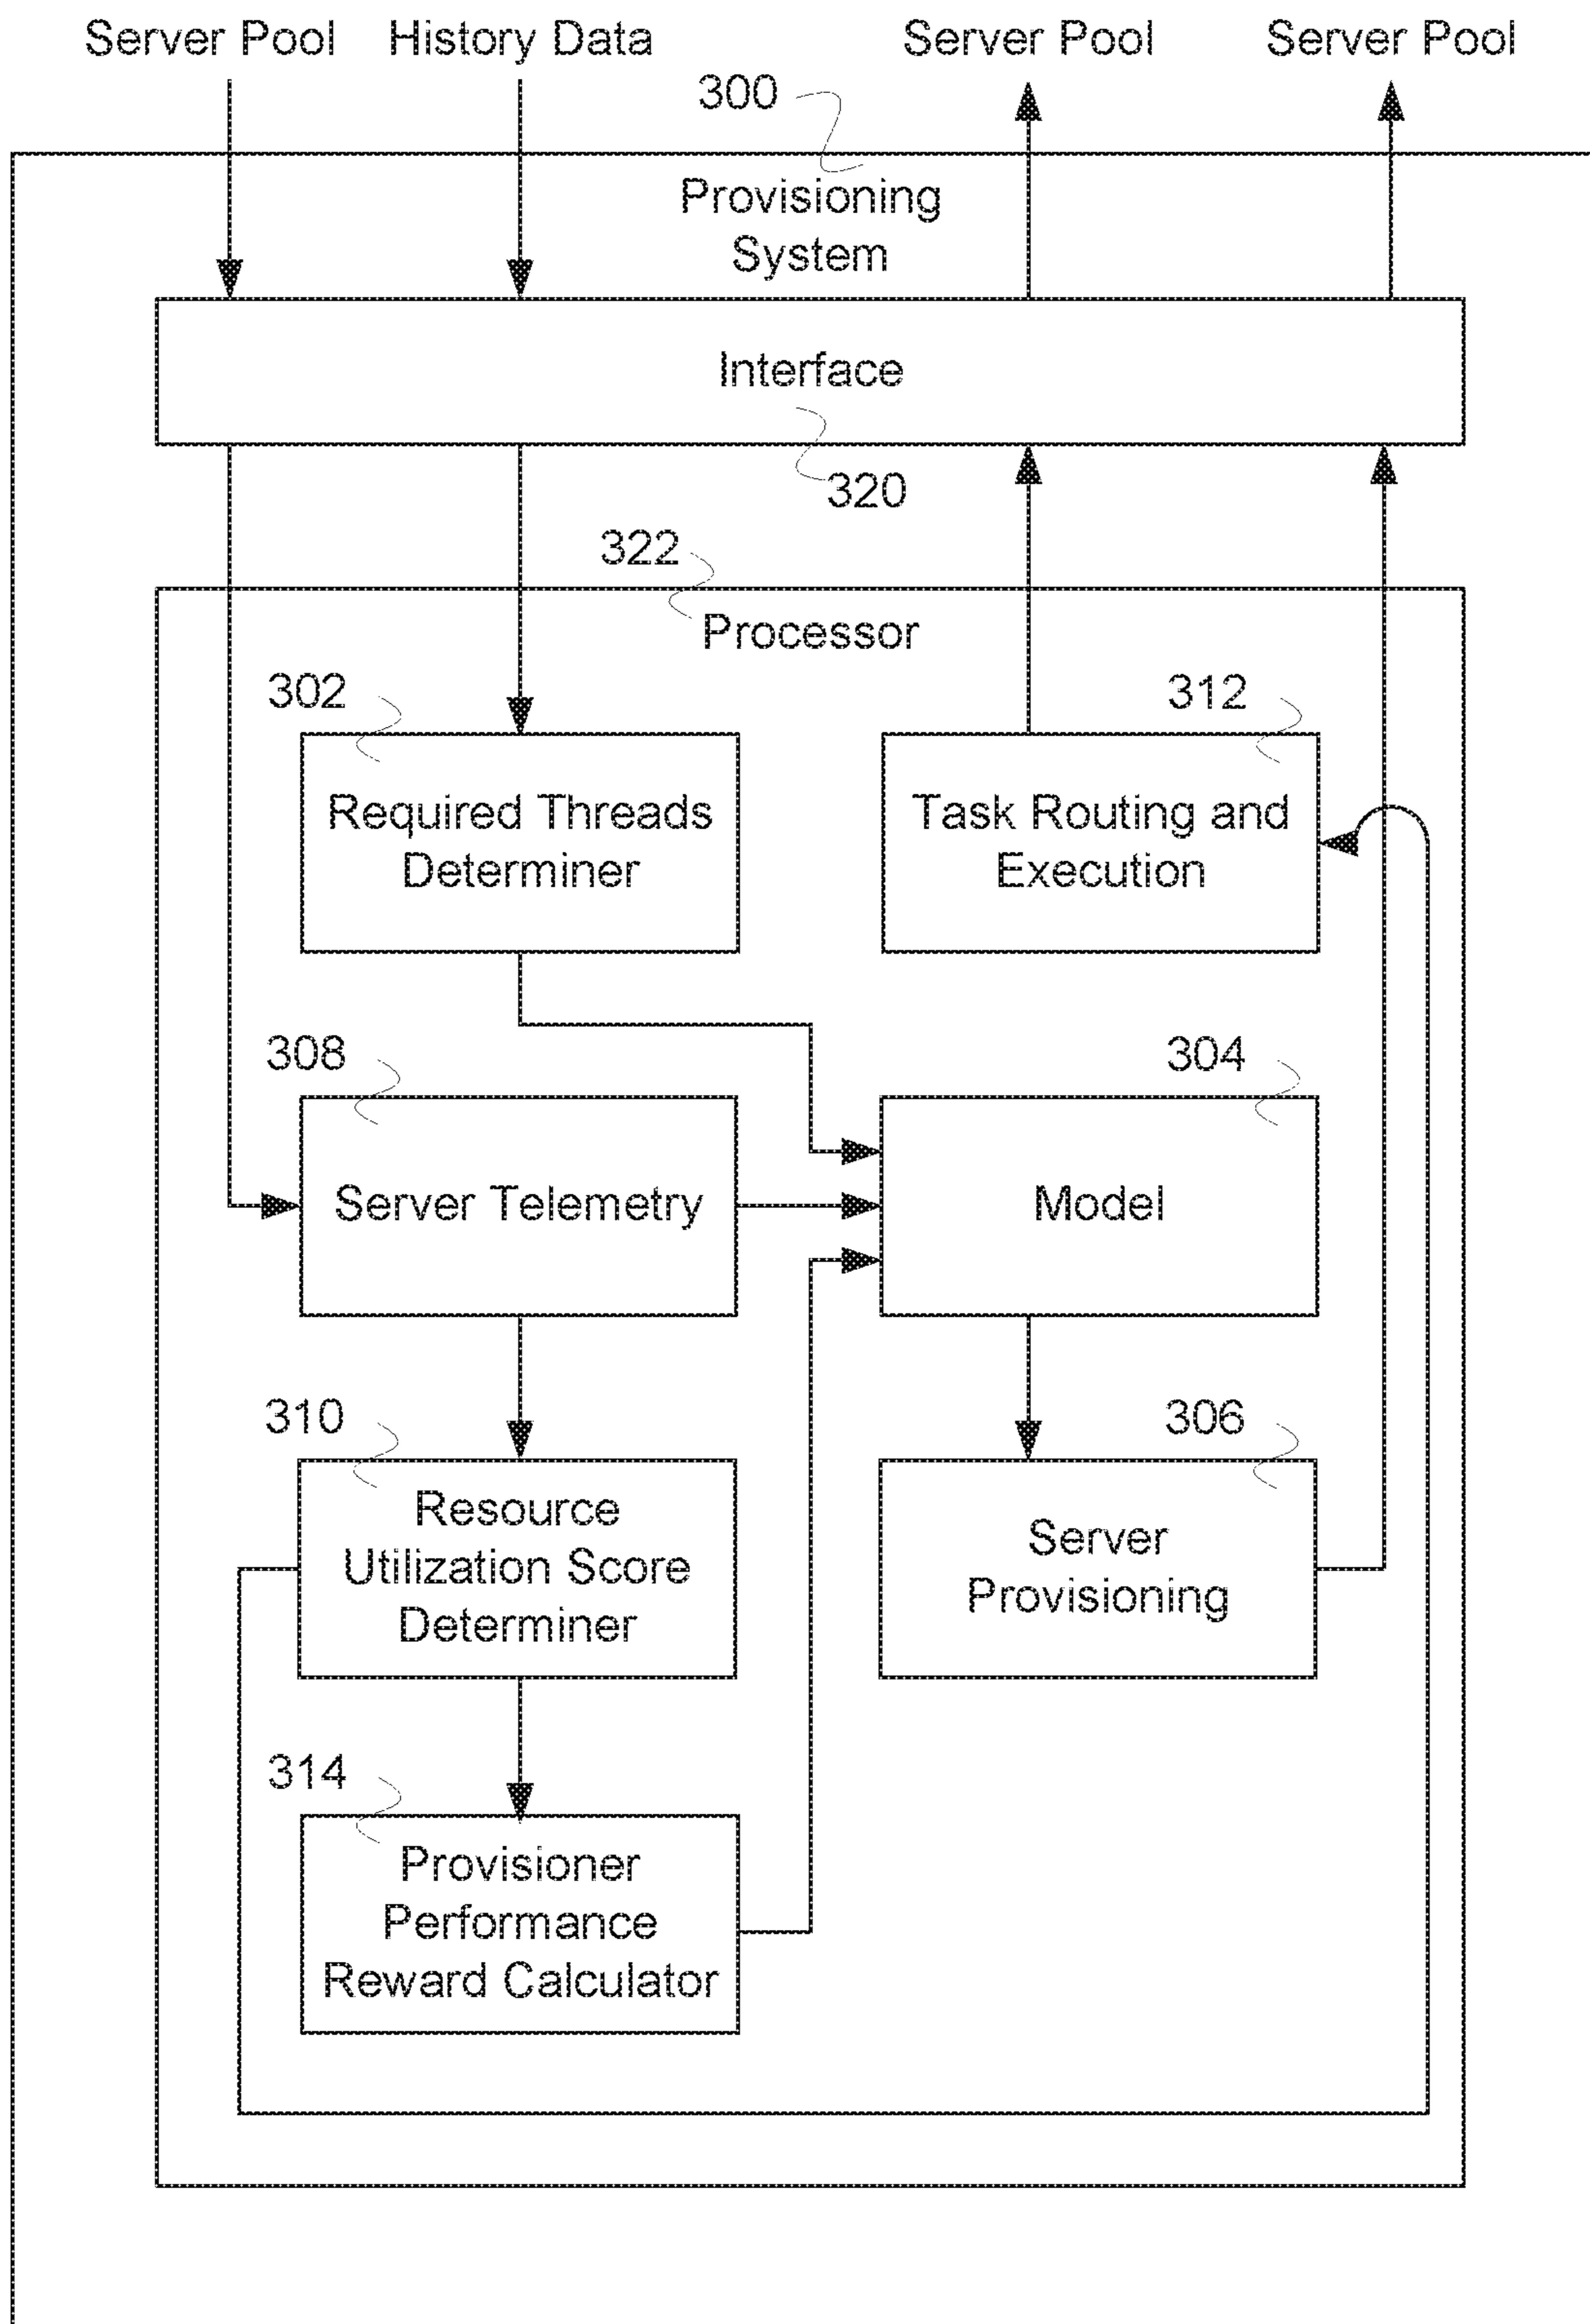 Server Pool
History Data
Server Pool
Server Pool
300
Provisioning
System
Interface
320
322
Processor
302
312
Required Threads
Determiner
Task Routing and
Execution
308
304
Server Telemetry
Model
310
306
Resource
Utilization Score
Determiner
Server
Provisioning
314
Provisioner
Performance
Reward Calculator